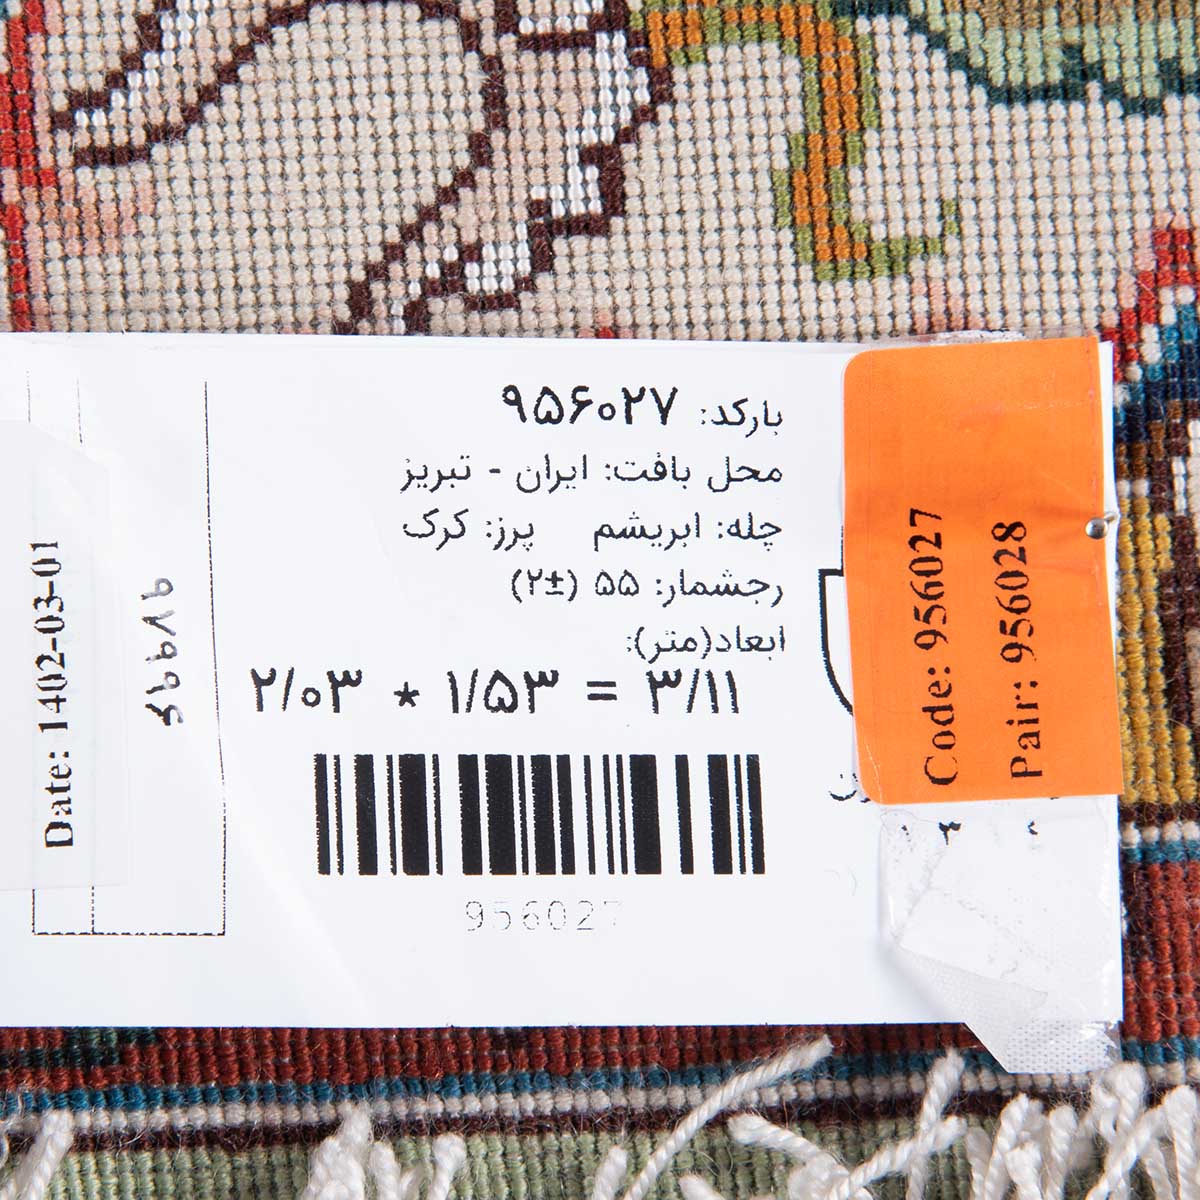 بارکد: ۹۵۶۰۲۷
محل بافت: ایران - تبریز
چله: ابریشم پرز: کرک
رجشمار: ۵۵ (±۲)
ابعاد(متر):
۲/۰۳ * ۱/۵۳ = ۳/۱۱
956027
Code: 956027
Pair: 956028
Date: 1402-03-01